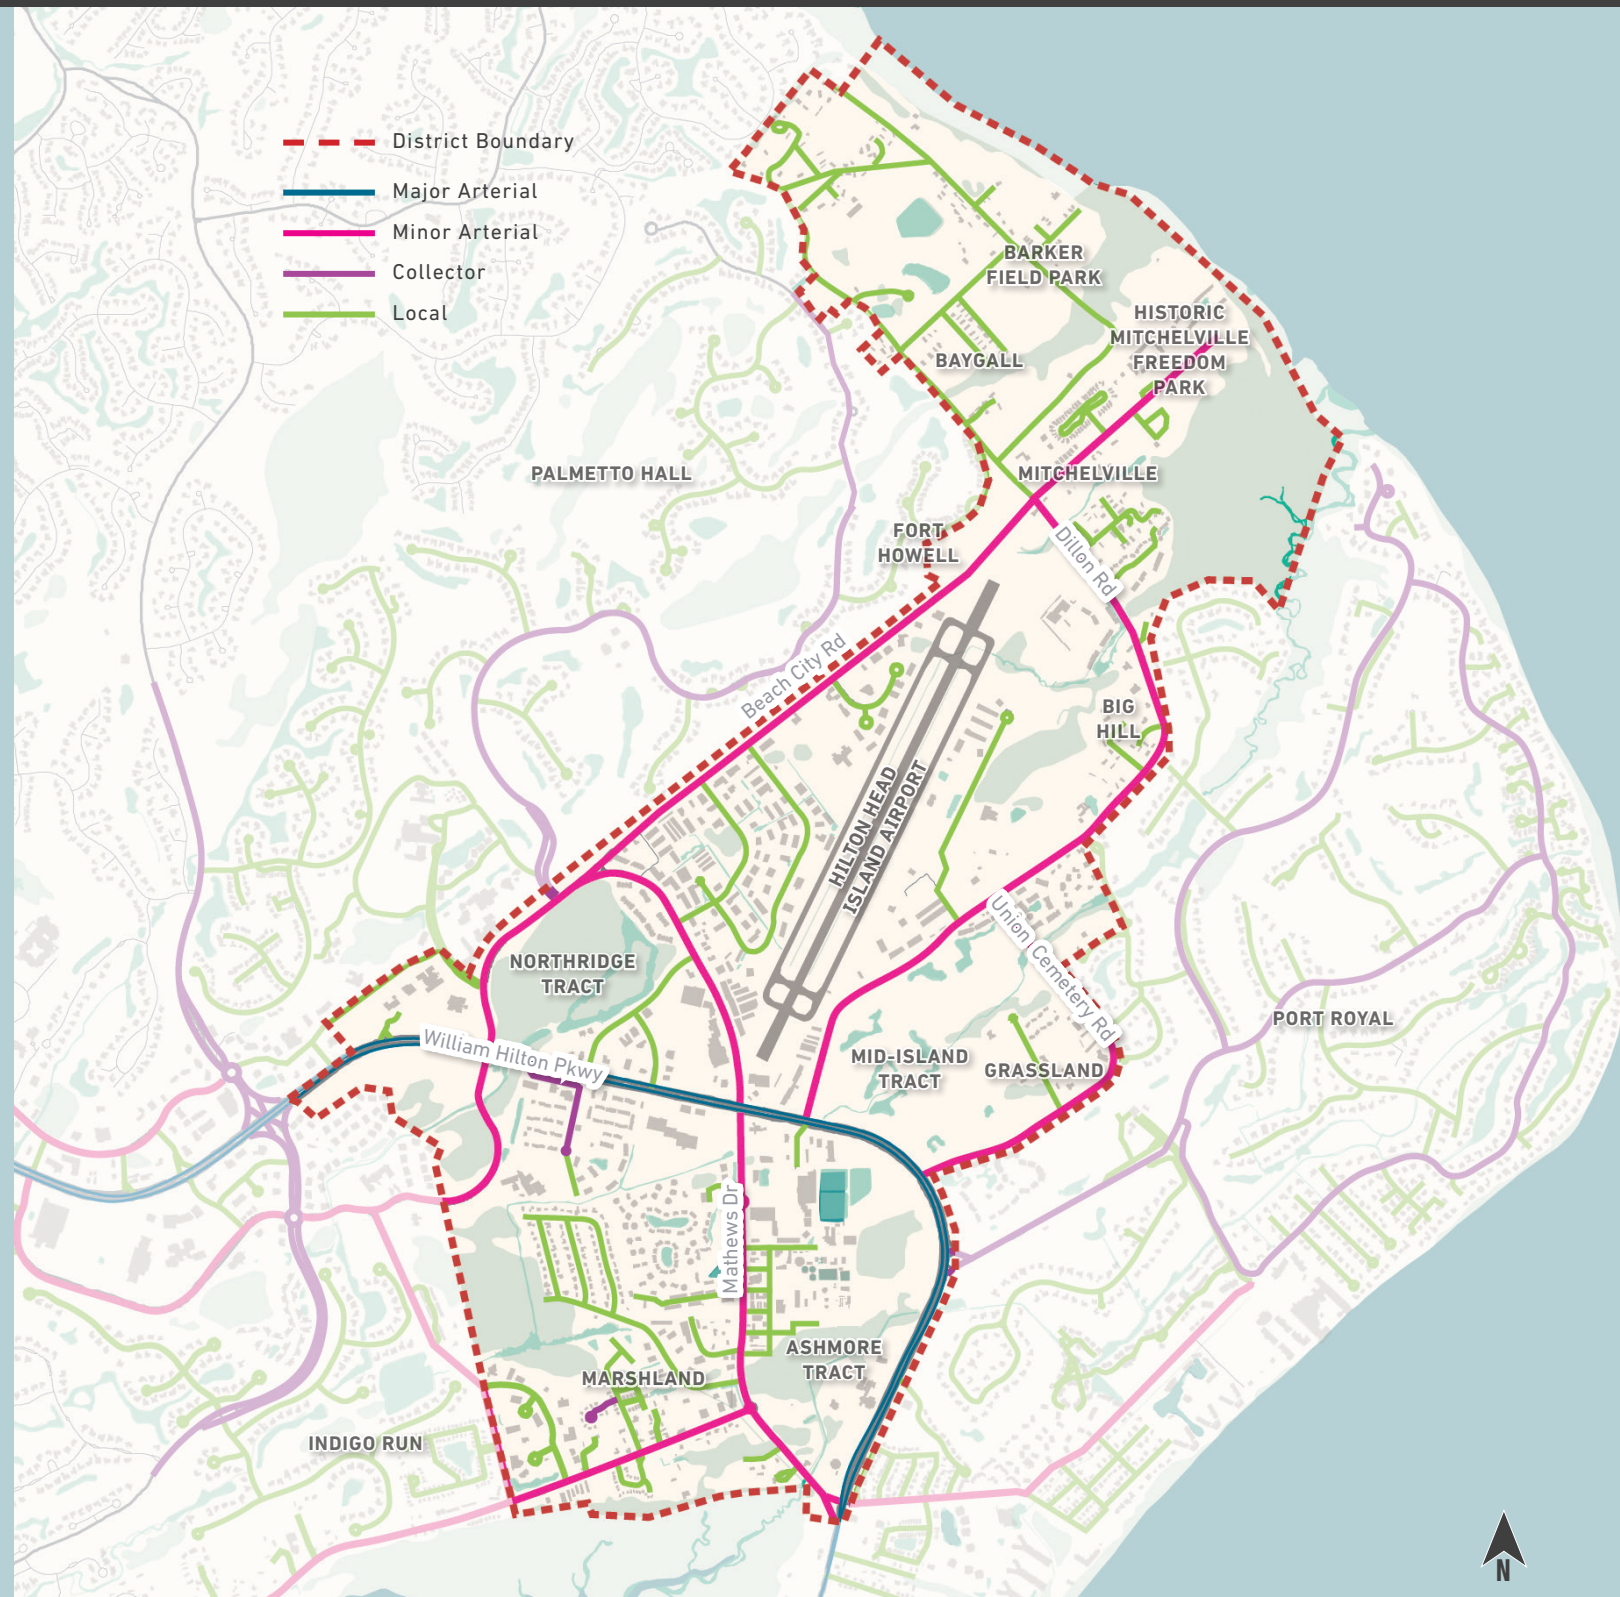 District Boundary
Major Arterial
Minor Arterial
Collector
Local
BARKER
FIELD PARK
HISTORIC
MITCHELVILLE
FREEDOM
PARK
BAYGALL
PALMETTO HALL
MITCHELVILLE
FORT
HOWELL
Dillon Rd
Beach City Rd
BIG
HILL
HILTON HEAD
ISLAND AIRPORT
Union Cemetery Rd
NORTHRIDGE
TRACT
PORT ROYAL
William Hilton Pkwy
MID-ISLAND
TRACT
GRASSLAND
Mathews Dr
ASHMORE
TRACT
MARSHLAND
INDIGO RUN
N